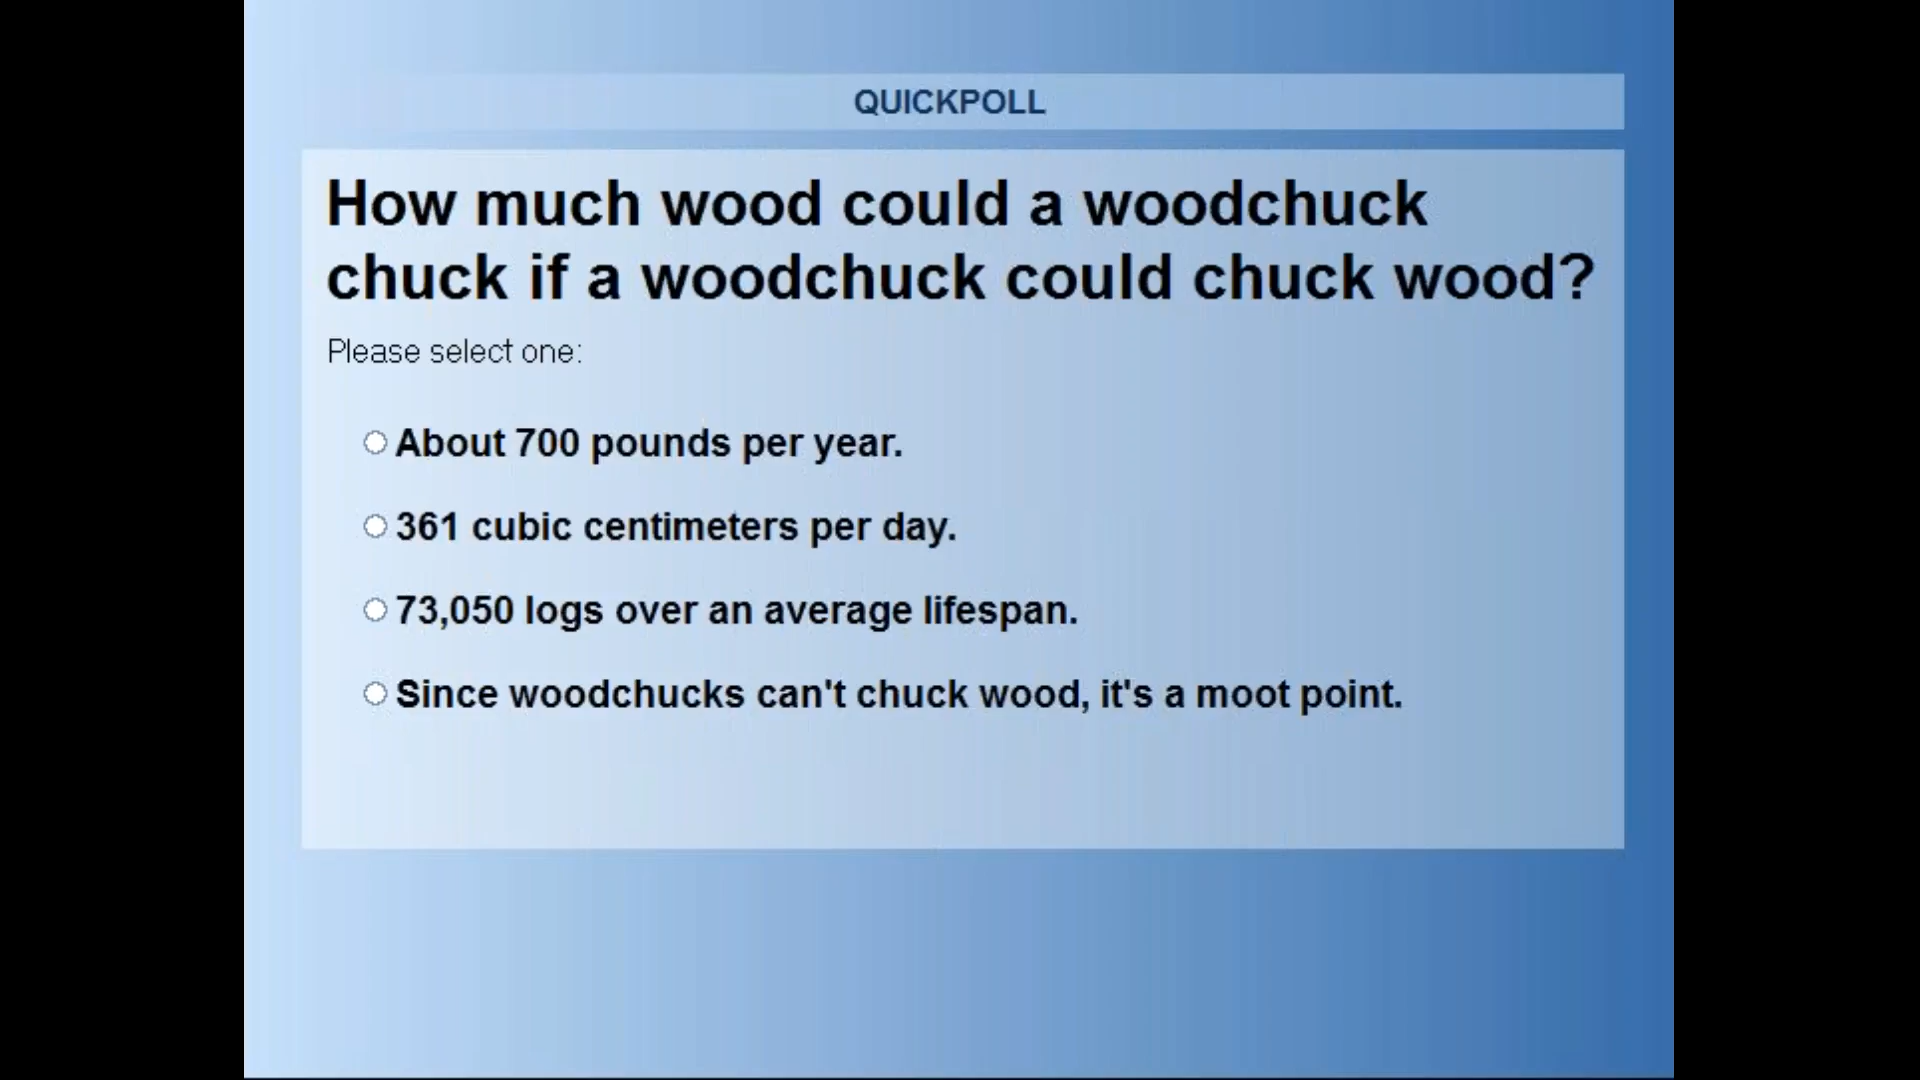 QUICKPOLL
How much wood could a woodchuck
chuck if a woodchuck could chuck wood?
Please select one:
About 700 pounds per year.
361 cubic centimeters per day.
73,050 logs over an average lifespan.
Since woodchucks can't chuck wood, it's a moot point.